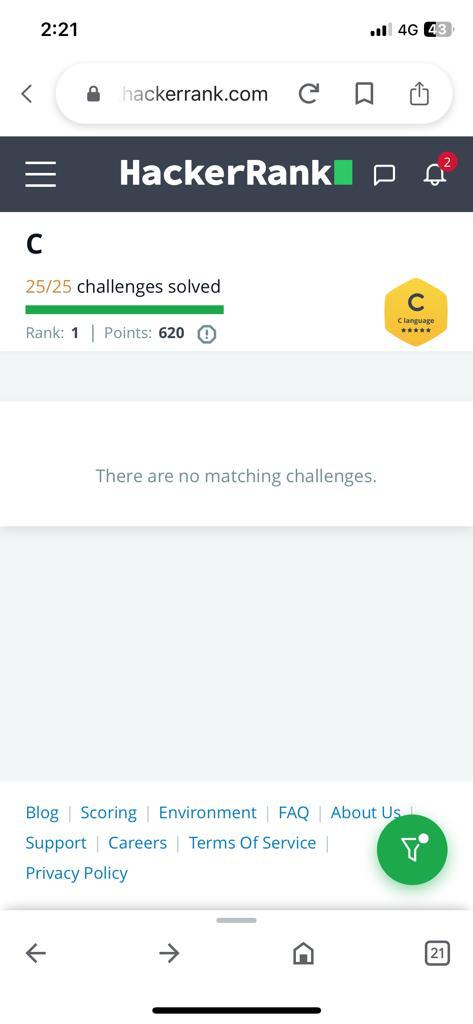 2:21
4G 43
hackerrank.com
HackerRank
2
C
25/25 challenges solved
Rank: 1 | Points: 620
C
C language
★★★★★
There are no matching challenges.
Blog | Scoring | Environment | FAQ | About Us |
Support | Careers | Terms Of Service |
Privacy Policy
21